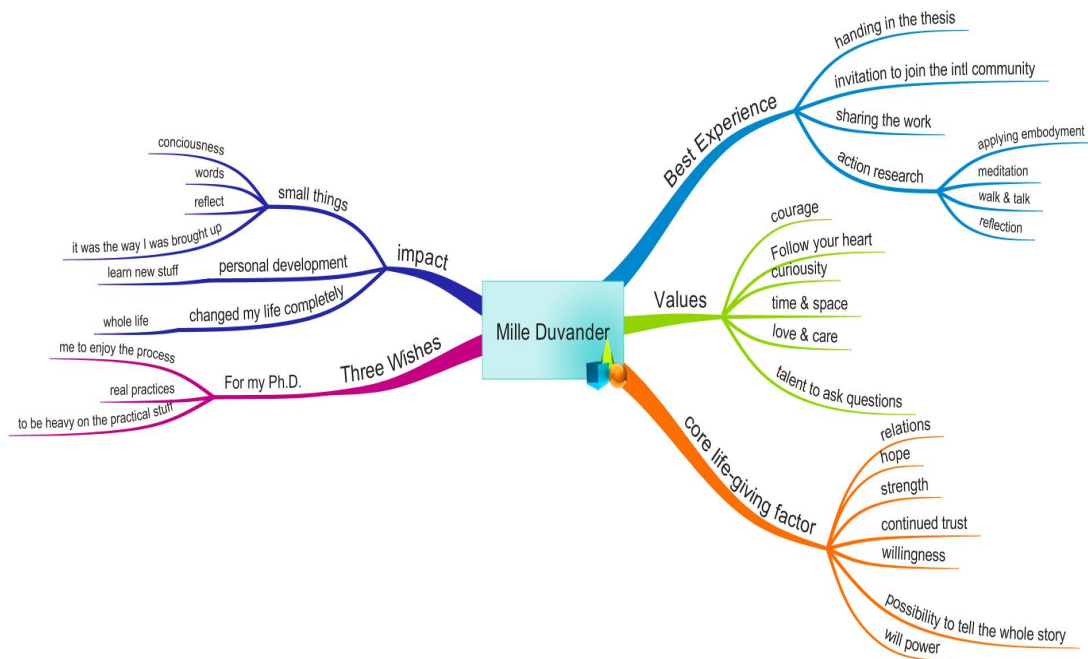 Mille Duvander
Best Experience
handing in the thesis
invitation to join the intl community
sharing the work
action research
applying embodyment
meditation
walk & talk
reflection
Values
courage
Follow your heart
curiousity
time & space
love & care
talent to ask questions
core life-giving factor
relations
hope
strength
continued trust
willingness
possibility to tell the whole story
will power
impact
small things
conciousness
words
reflect
it was the way I was brought up
personal development
learn new stuff
changed my life completely
whole life
Three Wishes
For my Ph.D.
me to enjoy the process
real practices
to be heavy on the practical stuff